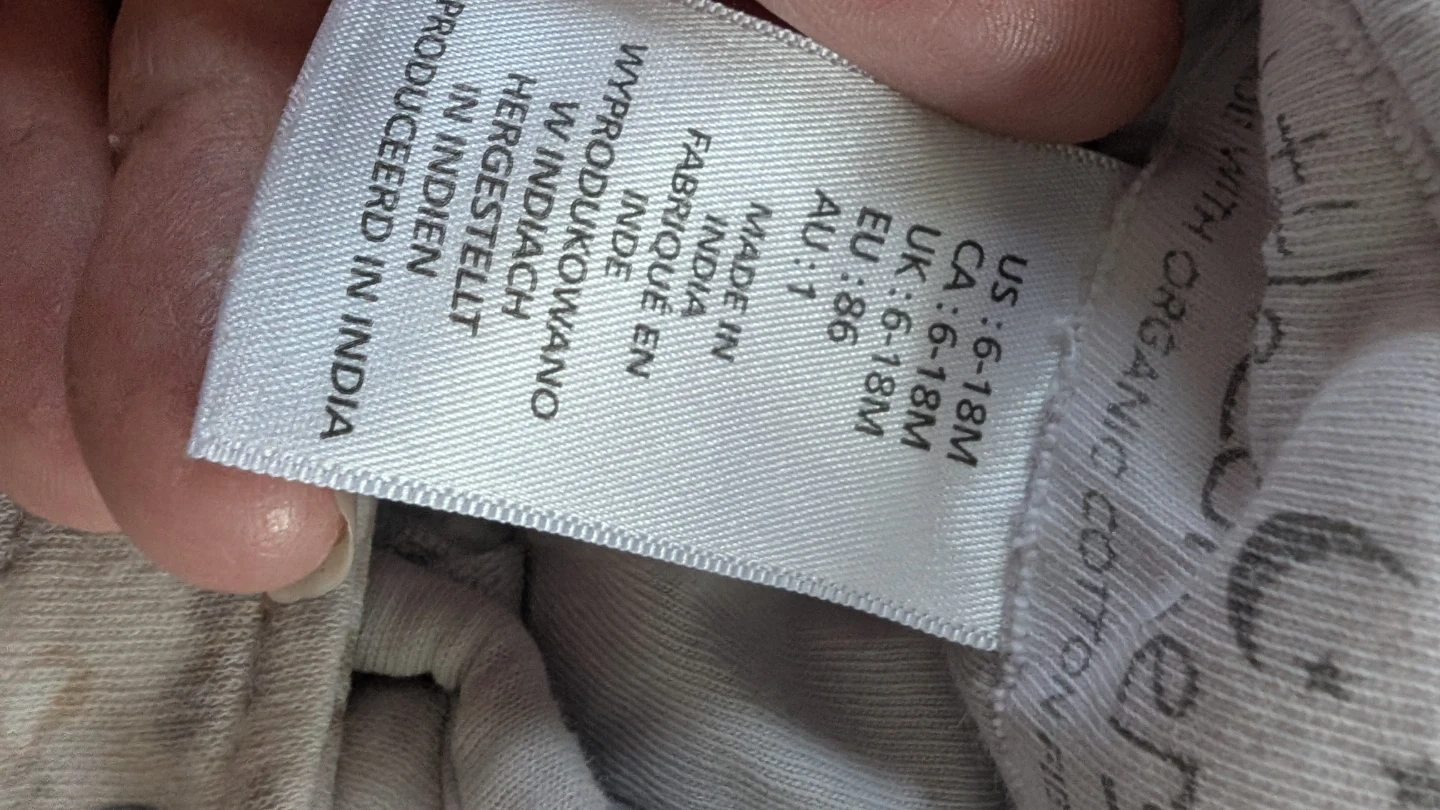 US : 6-18M
CA : 6-18M
UK : 6-18M
EU : 86
AU : 1
MADE IN
INDIA
FABRIQUÉ EN
INDE
WYPRODUKOWANO
W INDIACH
HERGESTELLT
IN INDIEN
PRODUCEERD IN INDIA
WITH ORGANIC COTTON